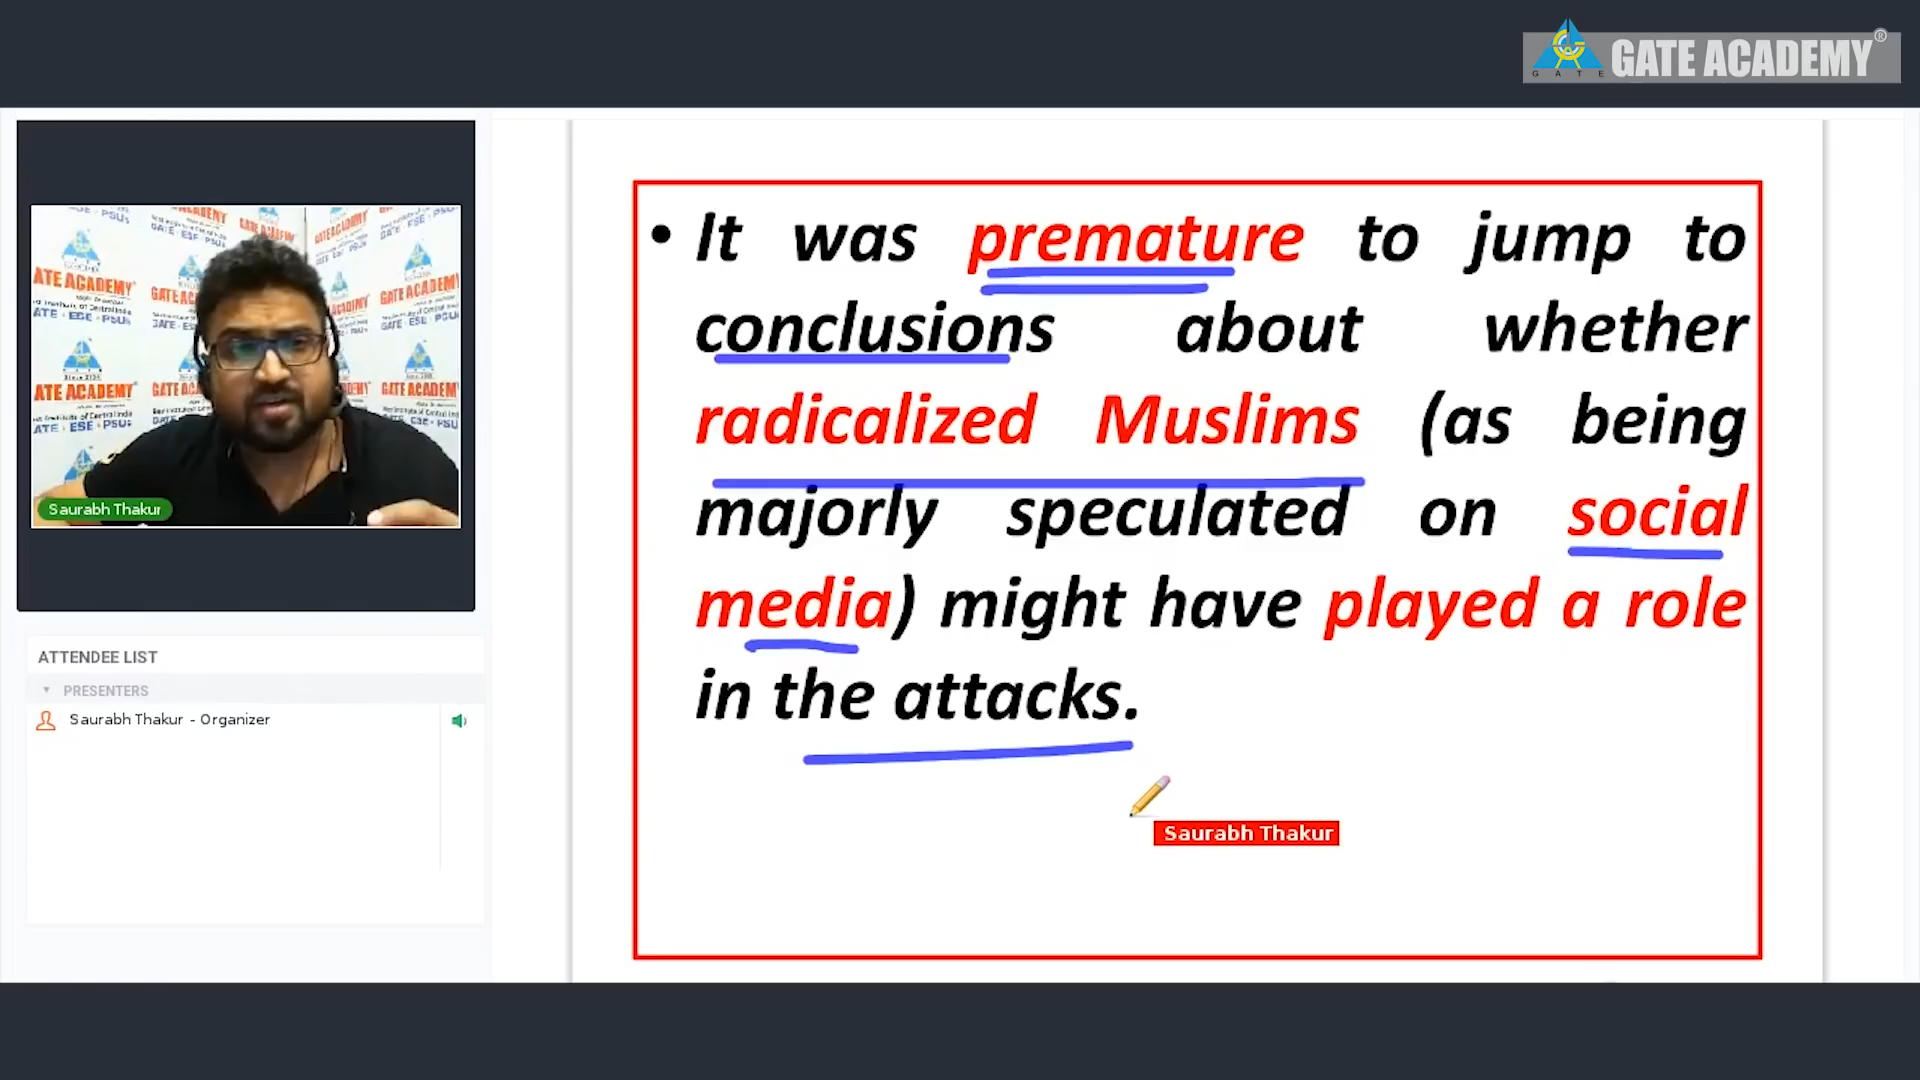 GATE ACADEMY®
GATE
Saurabh Thakur
ATTENDEE LIST
PRESENTERS
Saurabh Thakur - Organizer
• It was premature to jump to
conclusions about whether
radicalized Muslims (as being
majorly speculated on social
media) might have played a role
in the attacks.
Saurabh Thakur